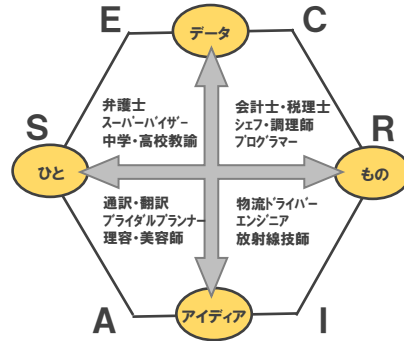 E
データ
C
弁護士
スーパーバイザー
中学・高校教諭
会計士・税理士
シェフ・調理師
プログラマー
S
ひと
もの
R
通訳・翻訳
ブライダルプランナー
理容・美容師
物流ドライバー
エンジニア
放射線技師
A
アイディア
I